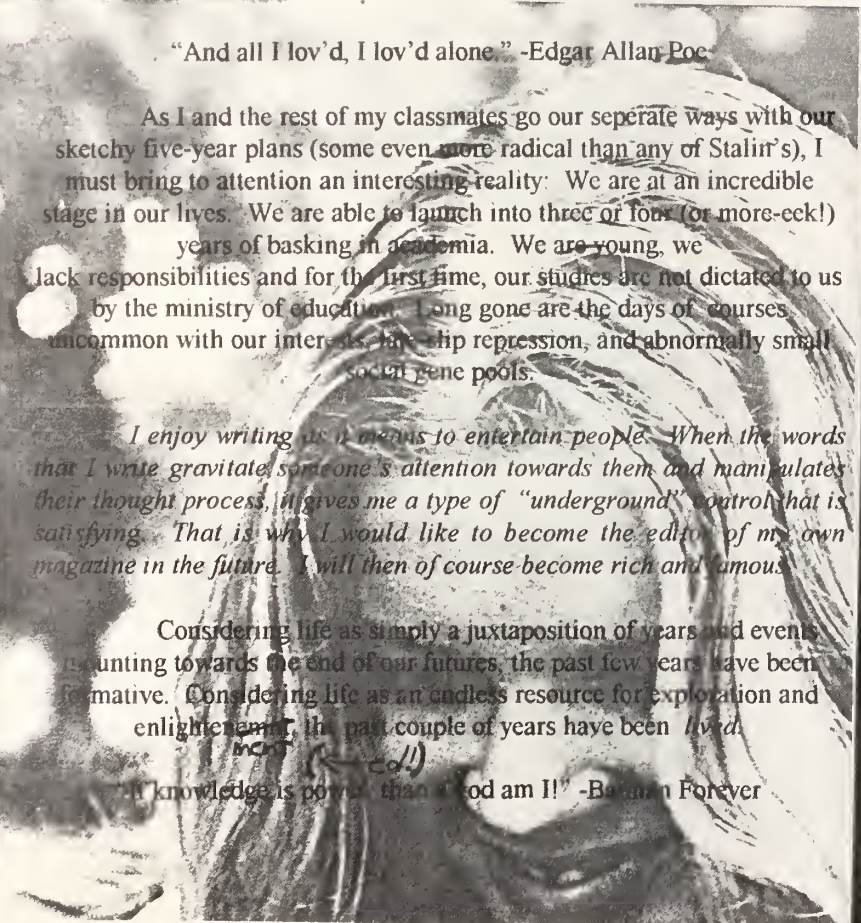 "And all I lov'd, I lov'd alone." -Edgar Allan Poe
As I and the rest of my classmates go our seperate ways with our
sketchy five-year plans (some even more radical than any of Stalin's), I
must bring to attention an interesting reality: We are at an incredible
stage in our lives. We are able to launch into three or four (or more-eek!)
years of basking in academia. We are young, we
lack responsibilities and for the first time, our studies are not dictated to us
by the ministry of education. Long gone are the days of courses
uncommon with our interests, repression, and abnormally small
social gene pools.
I enjoy writing as a means to entertain people. When the words
that I write gravitate someone's attention towards them and manipulates
their thought process, it gives me a type of "underground" control that is
satisfying. That is why I would like to become the editor of my own
magazine in the future. I will then of course become rich and famous.
Considering life as simply a juxtaposition of years and events
mounting towards the end of our futures, the past few years have been
formative. Considering life as an endless resource for exploration and
enlightenemnt, the past couple of years have been lived.
ment
"If knowledge is power, than a god am I!" -Batman Forever